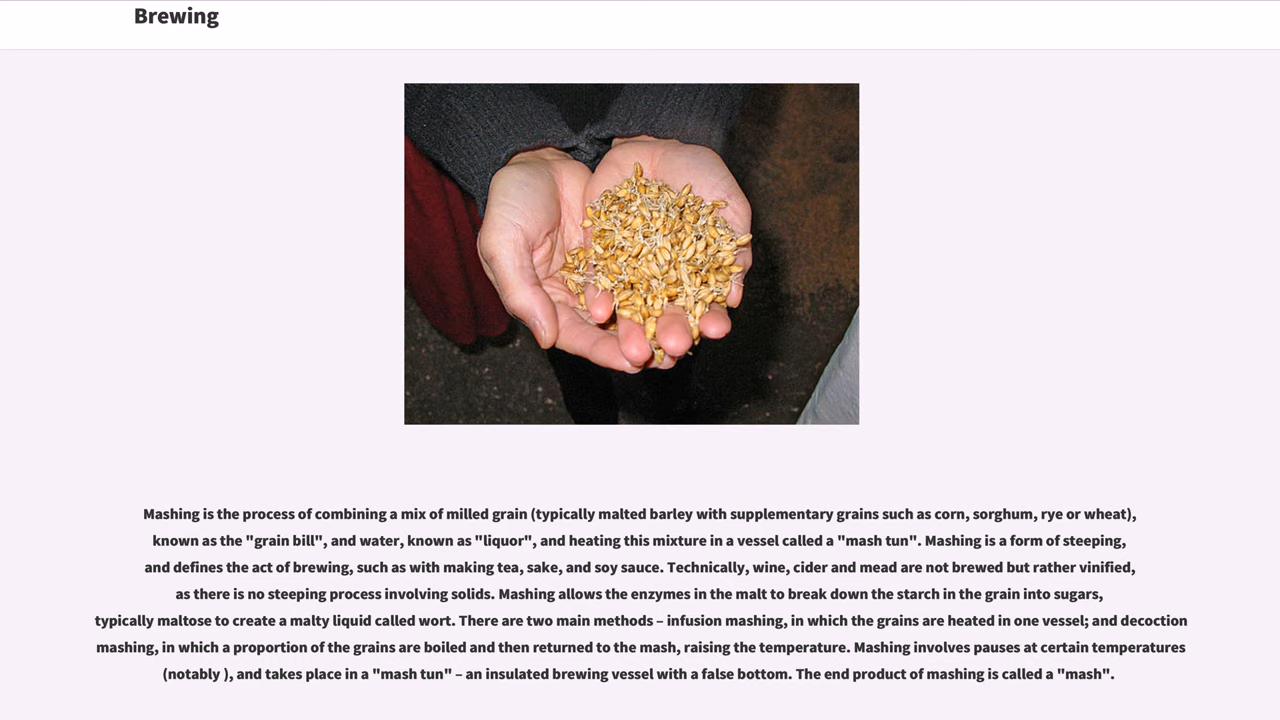 Brewing
Mashing is the process of combining a mix of milled grain (typically malted barley with supplementary grains such as corn, sorghum, rye or wheat),
known as the "grain bill", and water, known as "liquor", and heating this mixture in a vessel called a "mash tun". Mashing is a form of steeping,
and defines the act of brewing, such as with making tea, sake, and soy sauce. Technically, wine, cider and mead are not brewed but rather vinified,
as there is no steeping process involving solids. Mashing allows the enzymes in the malt to break down the starch in the grain into sugars,
typically maltose to create a malty liquid called wort. There are two main methods – infusion mashing, in which the grains are heated in one vessel; and decoction
mashing, in which a proportion of the grains are boiled and then returned to the mash, raising the temperature. Mashing involves pauses at certain temperatures
(notably ), and takes place in a "mash tun" – an insulated brewing vessel with a false bottom. The end product of mashing is called a "mash".